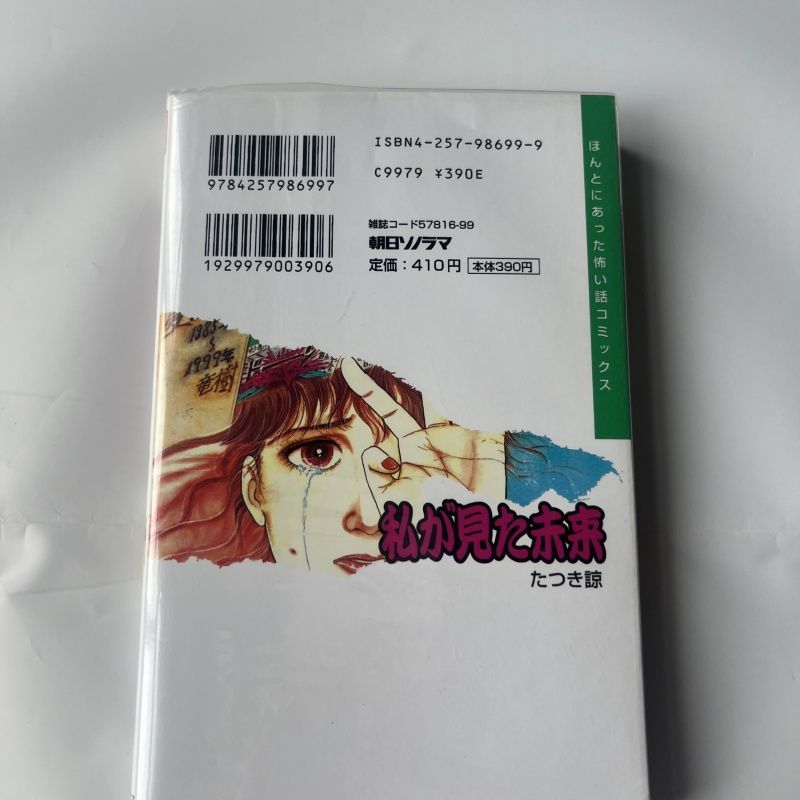 ISBN4-257-98699-9
C9979 ¥390E
9784257986997
雑誌コード57816-99
朝日ソノラマ
定価:410円 本体390円
1929979003906
ほんとにあった怖い話コミックス
1985〜
1999年
竜樹
私が見た未来
たつき諒